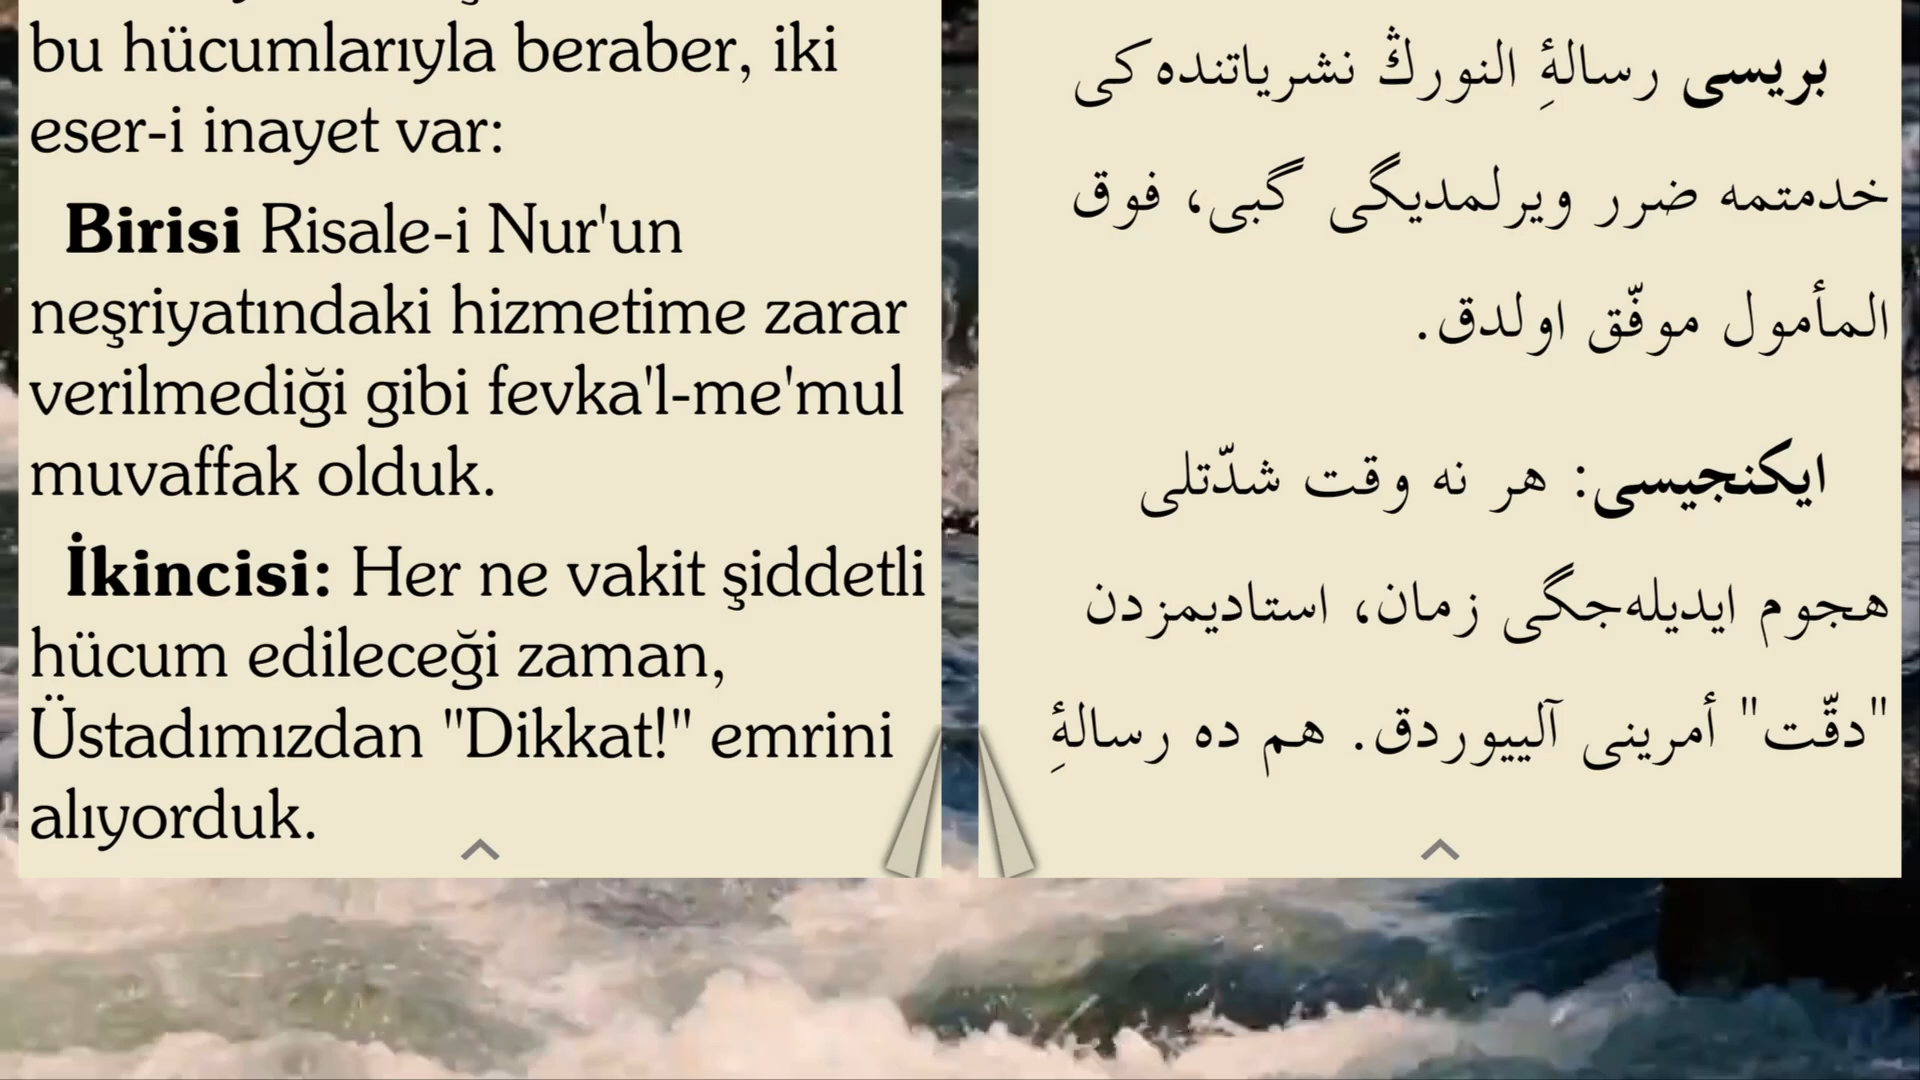 bu hücumlarıyla beraber, iki
eser-i inayet var:
Birisi Risale-i Nur'un
neşriyatındaki hizmetime zarar
verilmediği gibi fevka'l-me'mul
muvaffak olduk.
İkincisi: Her ne vakit şiddetli
hücum edileceği zaman,
Üstadımızdan "Dikkat!" emrini
alıyorduk.
بریسی رسالهٔ النورڭ نشریاتنده‌كی
خدمتمه ضرر ویرلمدیگی گبی، فوق
المأمول موفّق اولدق.
ایكنجیسی: هر نه وقت شدّتلی
هجوم ایدیله‌جگی زمان، استادیمزدن
"دقّت" أمرینی آلییوردق. هم ده رسالهٔ